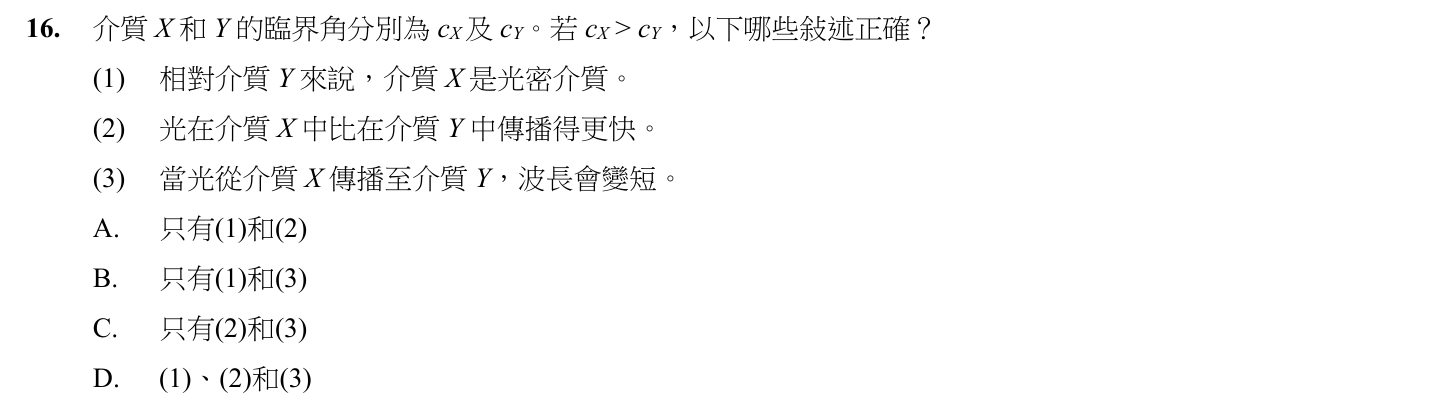 16. 介質 X 和 Y 的臨界角分別為 cX 及 cY。若 cX > cY，以下哪些敍述正確？
(1) 相對介質 Y 來說，介質 X 是光密介質。
(2) 光在介質 X 中比在介質 Y 中傳播得更快。
(3) 當光從介質 X 傳播至介質 Y，波長會變短。
A. 只有(1)和(2)
B. 只有(1)和(3)
C. 只有(2)和(3)
D. (1)、(2)和(3)